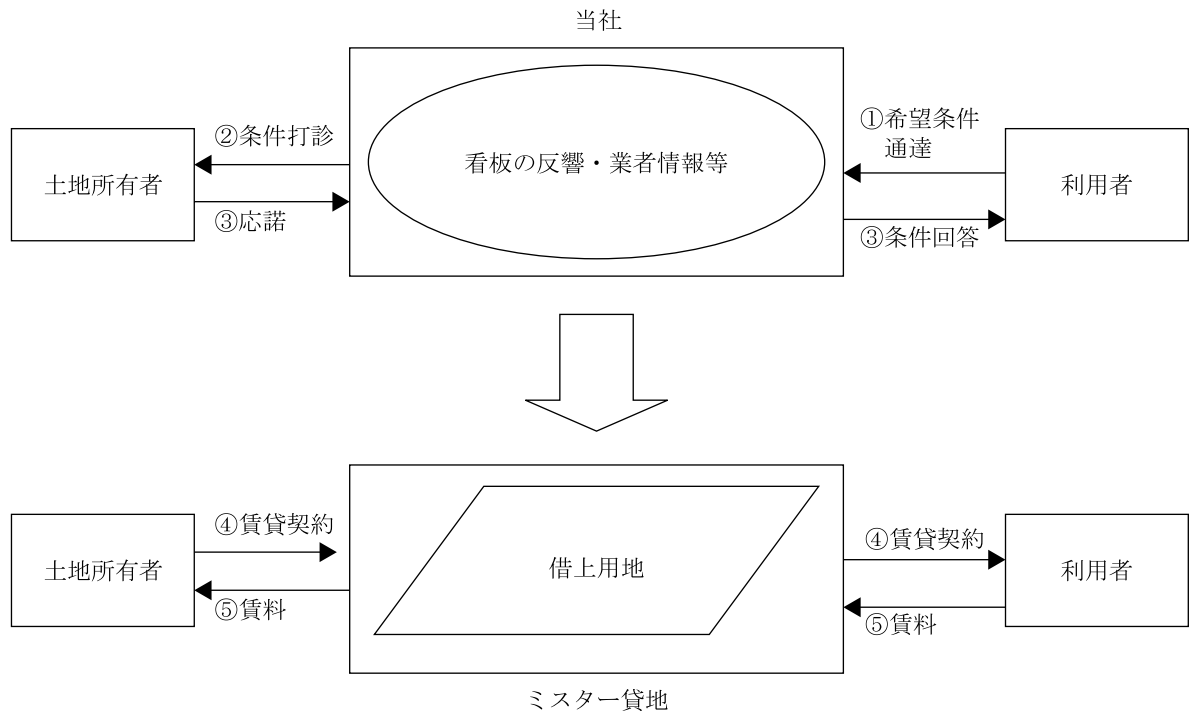 当社
土地所有者
②条件打診
③応諾
看板の反響・業者情報等
①希望条件
通達
③条件回答
利用者
土地所有者
④賃貸契約
⑤賃料
借上用地
④賃貸契約
⑤賃料
利用者
ミスター貸地